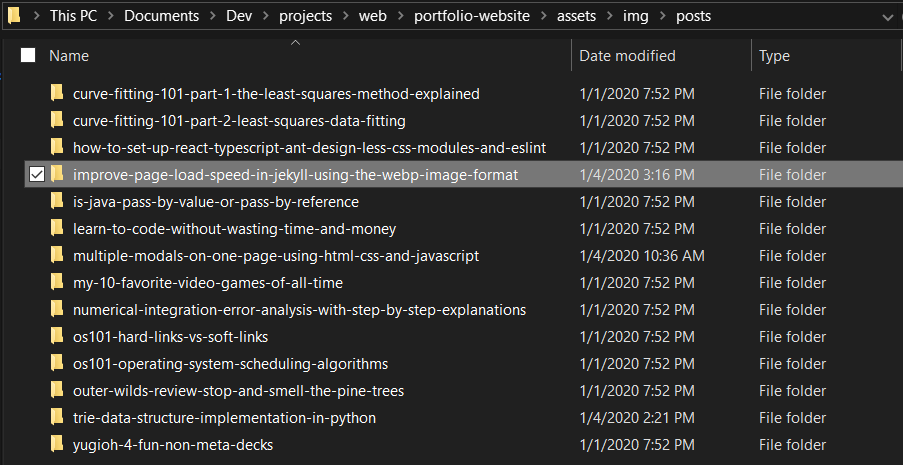 This PC > Documents > Dev > projects > web > portfolio-website > assets > img > posts
Name Date modified Type
curve-fitting-101-part-1-the-least-squares-method-explained 1/1/2020 7:52 PM File folder
curve-fitting-101-part-2-least-squares-data-fitting 1/1/2020 7:52 PM File folder
how-to-set-up-react-typescript-ant-design-less-css-modules-and-eslint 1/1/2020 7:52 PM File folder
improve-page-load-speed-in-jekyll-using-the-webp-image-format 1/4/2020 3:16 PM File folder
is-java-pass-by-value-or-pass-by-reference 1/1/2020 7:52 PM File folder
learn-to-code-without-wasting-time-and-money 1/1/2020 7:52 PM File folder
multiple-modals-on-one-page-using-html-css-and-javascript 1/4/2020 10:36 AM File folder
my-10-favorite-video-games-of-all-time 1/1/2020 7:52 PM File folder
numerical-integration-error-analysis-with-step-by-step-explanations 1/1/2020 7:52 PM File folder
os101-hard-links-vs-soft-links 1/1/2020 7:52 PM File folder
os101-operating-system-scheduling-algorithms 1/1/2020 7:52 PM File folder
outer-wilds-review-stop-and-smell-the-pine-trees 1/1/2020 7:52 PM File folder
trie-data-structure-implementation-in-python 1/4/2020 2:21 PM File folder
yugioh-4-fun-non-meta-decks 1/1/2020 7:52 PM File folder